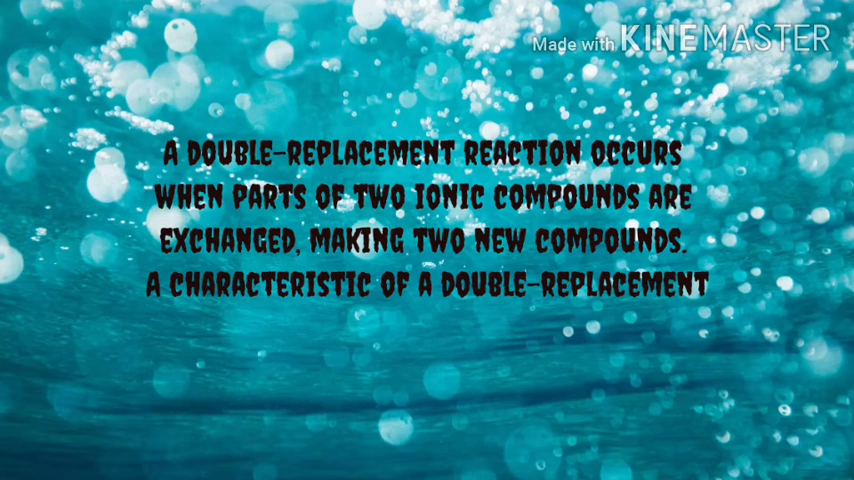 Made with KINEMASTER
A DOUBLE-REPLACEMENT REACTION OCCURS
WHEN PARTS OF TWO IONIC COMPOUNDS ARE
EXCHANGED, MAKING TWO NEW COMPOUNDS.
A CHARACTERISTIC OF A DOUBLE-REPLACEMENT